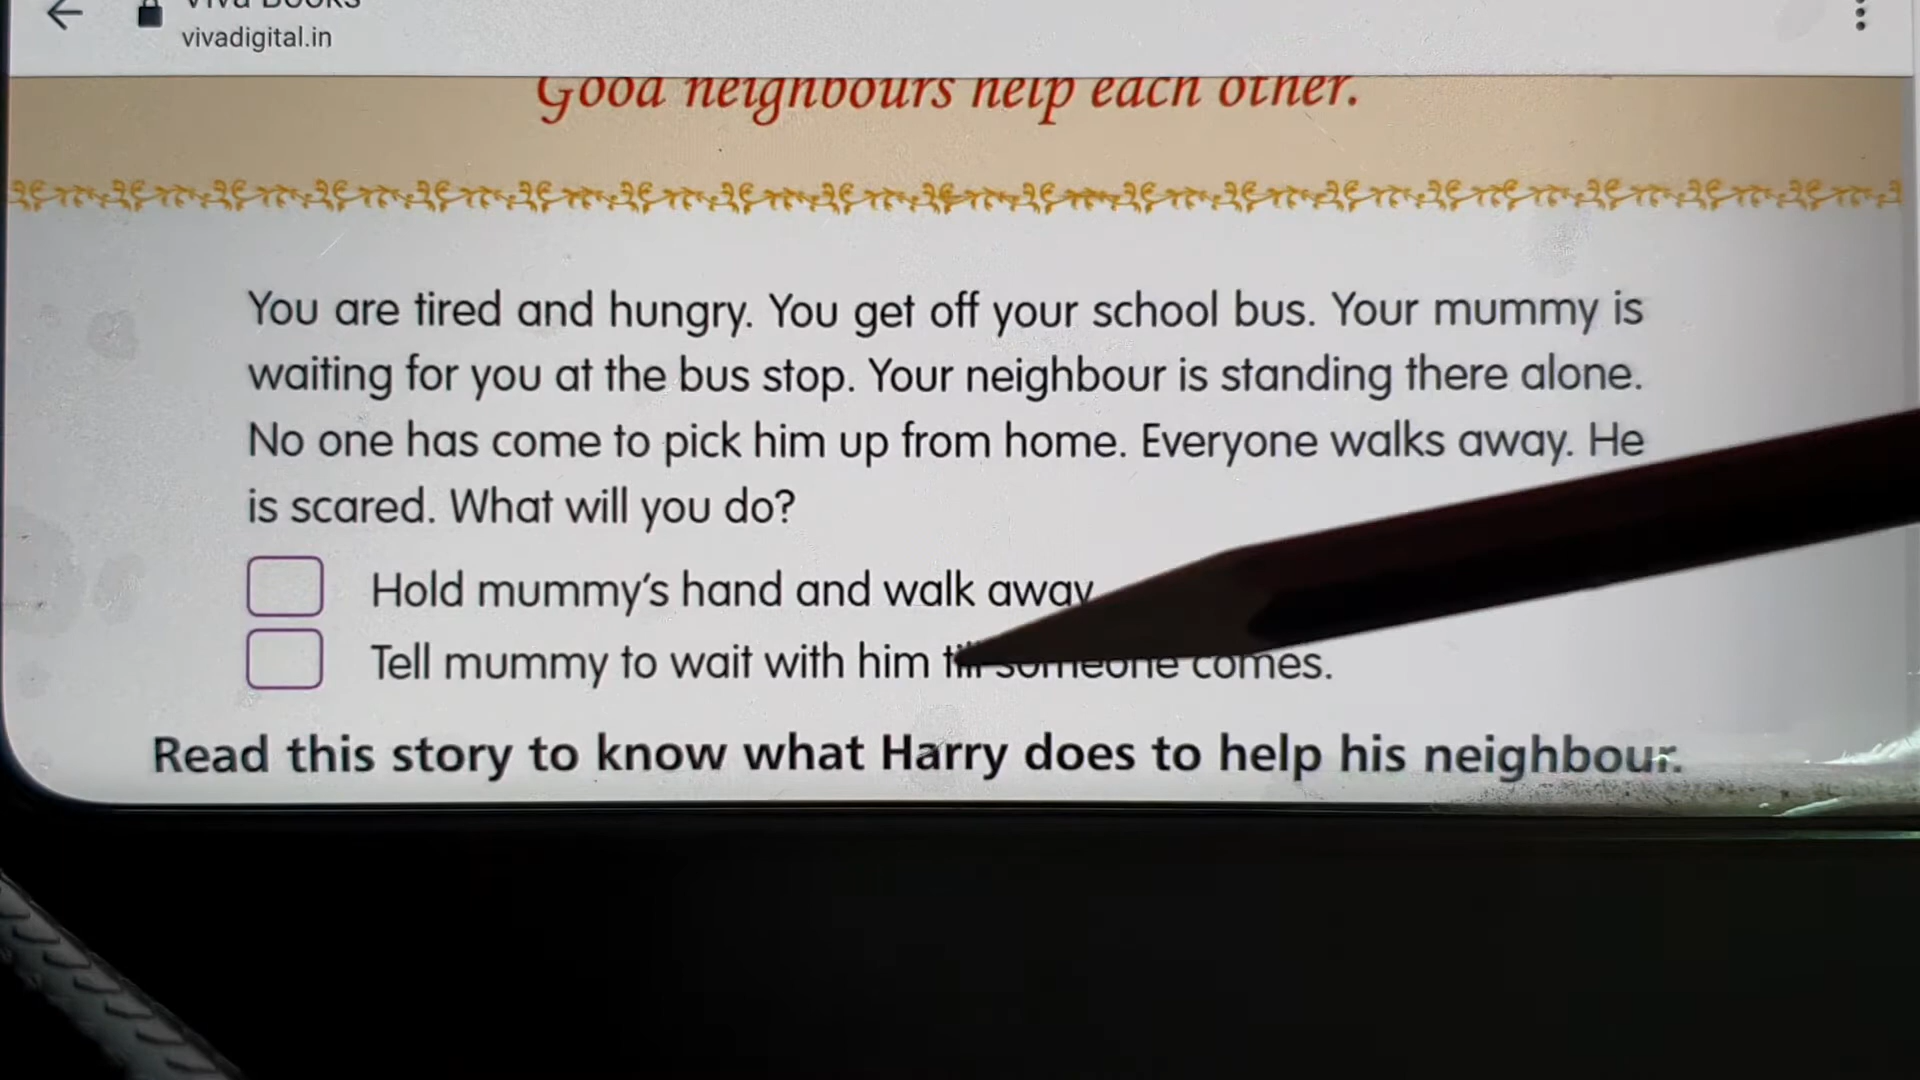 Viva Books
vivadigital.in
Good neighbours help each other.
You are tired and hungry. You get off your school bus. Your mummy is
waiting for you at the bus stop. Your neighbour is standing there alone.
No one has come to pick him up from home. Everyone walks away. He
is scared. What will you do?
Hold mummy's hand and walk away
Tell mummy to wait with him till someone comes.
Read this story to know what Harry does to help his neighbour.